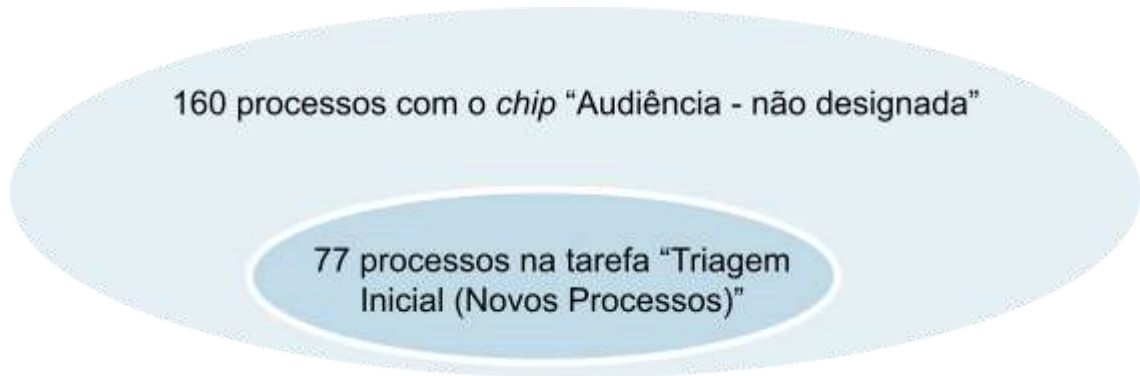 160 processos com o chip “Audiência - não designada”
77 processos na tarefa “Triagem
Inicial (Novos Processos)”